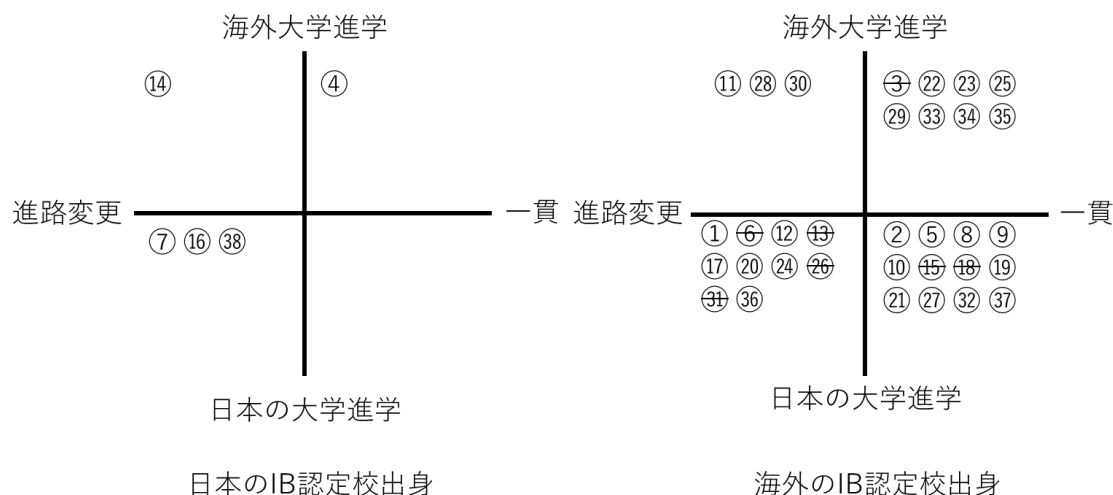 海外大学進学
⑭ ④
進路変更 一貫
⑦ ⑯ ㊳
日本の大学進学
日本のIB認定校出身
海外大学進学
⑪ ㉘ ㉚ ③ ㉒ ㉓ ㉕
㉙ ㉝ ㉞ ㉟
進路変更 一貫
① ⑥ ⑫ ⑬ ② ⑤ ⑧ ⑨
⑰ ⑳ ㉔ ㉖ ⑩ ⑮ ⑱ ⑲
㉛ ㊱ ㉑ ㉗ ㉜ ㊲
日本の大学進学
海外のIB認定校出身